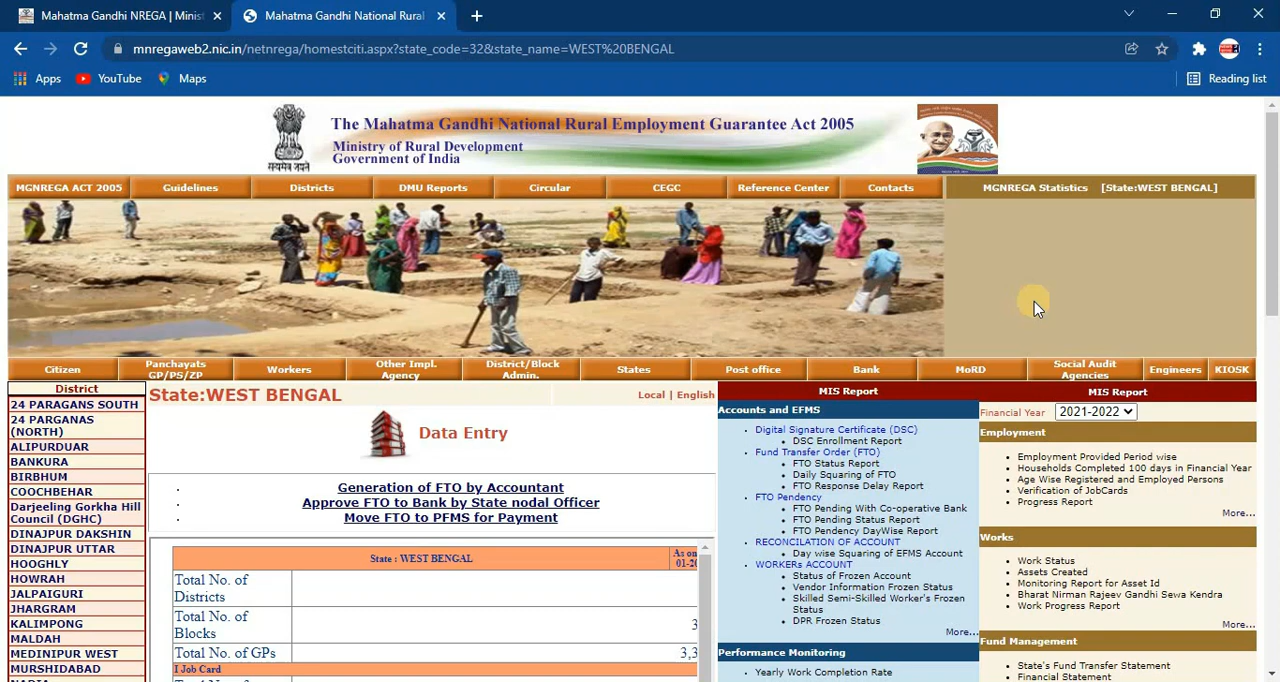 Mahatma Gandhi NREGA | Minist
Mahatma Gandhi National Rural
mnregaweb2.nic.in/netnrega/homestciti.aspx?state_code=32&state_name=WEST%20BENGAL
Apps YouTube Maps Reading list
The Mahatma Gandhi National Rural Employment Guarantee Act 2005
Ministry of Rural Development
Government of India
सत्यमेव जयते
MGNREGA ACT 2005 Guidelines Districts DMU Reports Circular CEGC Reference Center Contacts MGNREGA Statistics [State:WEST BENGAL]
Citizen Panchayats GP/PS/ZP Workers Other Impl. Agency District/Block Admin. States Post office Bank MoRD Social Audit Agencies Engineers KIOSK
District
24 PARAGANS SOUTH
24 PARGANAS
(NORTH)
ALIPURDUAR
BANKURA
BIRBHUM
COOCHBEHAR
Darjeeling Gorkha Hill
Council (DGHC)
DINAJPUR DAKSHIN
DINAJPUR UTTAR
HOOGHLY
HOWRAH
JALPAIGURI
JHARGRAM
KALIMPONG
MALDAH
MEDINIPUR WEST
MURSHIDABAD
State:WEST BENGAL
Local | English
Data Entry
Generation of FTO by Accountant
Approve FTO to Bank by State nodal Officer
Move FTO to PFMS for Payment
State : WEST BENGAL
As on
01-20
Total No. of
Districts
Total No. of
Blocks
3
Total No. of GPs 3,3
I Job Card
MIS Report
Accounts and EFMS
Digital Signature Certificate (DSC)
DSC Enrollment Report
Fund Transfer Order (FTO)
FTO Status Report
Daily Squaring of FTO
FTO Response Delay Report
FTO Pendency
FTO Pending With Co-operative Bank
FTO Pending Status Report
FTO Pendency DayWise Report
RECONCILATION OF ACCOUNT
Day wise Squaring of EFMS Account
WORKERs ACCOUNT
Status of Frozen Account
Vendor Information Frozen Status
Skilled Semi-Skilled Worker's Frozen
Status
DPR Frozen Status
More...
Performance Monitoring
Yearly Work Completion Rate
MIS Report
Financial Year 2021-2022
Employment
Employment Provided Period wise
Households Completed 100 days in Financial Year
Age Wise Registered and Employed Persons
Verification of JobCards
Progress Report
More...
Works
Work Status
Assets Created
Monitoring Report for Asset Id
Bharat Nirman Rajeev Gandhi Sewa Kendra
Work Progress Report
More...
Fund Management
State's Fund Transfer Statement
Financial Statement